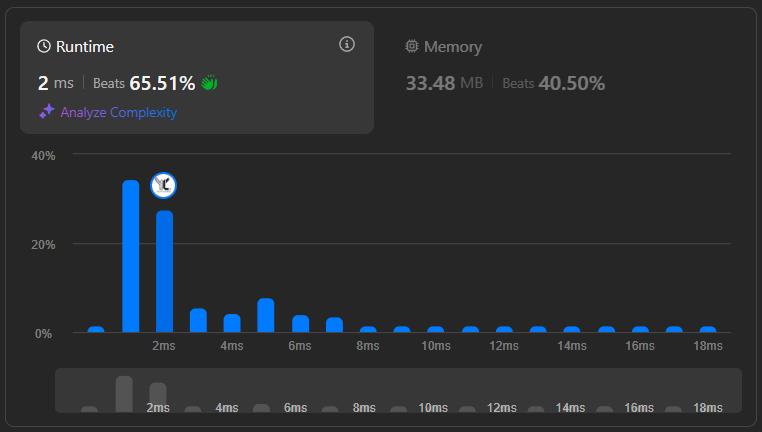 Runtime
Memory
2 ms Beats 65.51%
33.48 MB Beats 40.50%
Analyze Complexity
40%
20%
0%
2ms 4ms 6ms 8ms 10ms 12ms 14ms 16ms 18ms
2ms 4ms 6ms 8ms 10ms 12ms 14ms 16ms 18ms